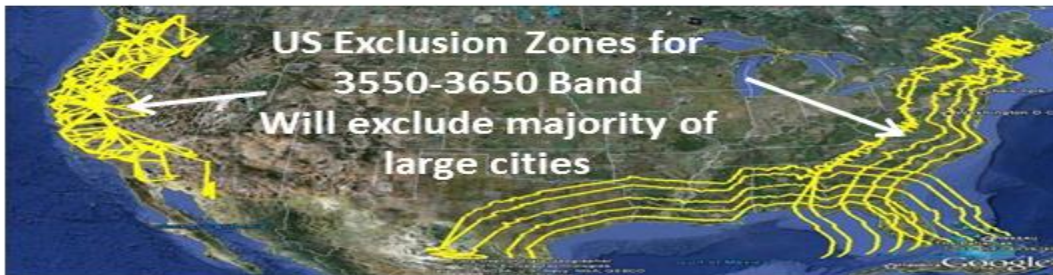 US Exclusion Zones for
3550-3650 Band
Will exclude majority of
large cities
Google